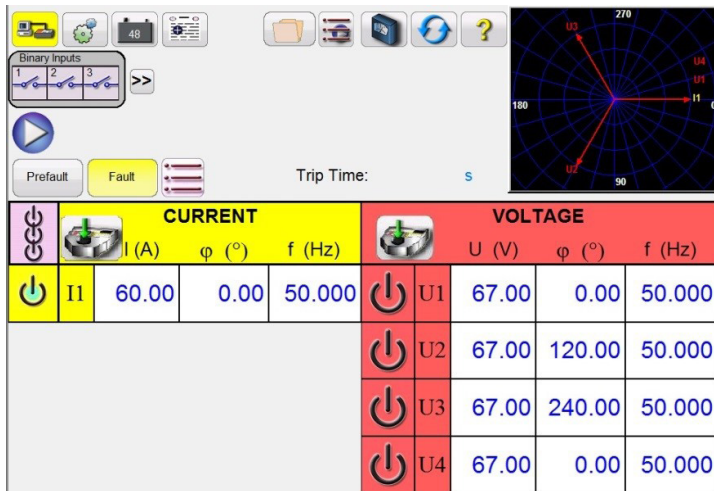 48
Binary Inputs
1 2 3
>>
Prefault Fault Trip Time: s
270
U3
U4
U1
I1
180 0
U2
90
CURRENT VOLTAGE
I (A) φ (°) f (Hz) U (V) φ (°) f (Hz)
I1 60.00 0.00 50.000 U1 67.00 0.00 50.000
U2 67.00 120.00 50.000
U3 67.00 240.00 50.000
U4 67.00 0.00 50.000